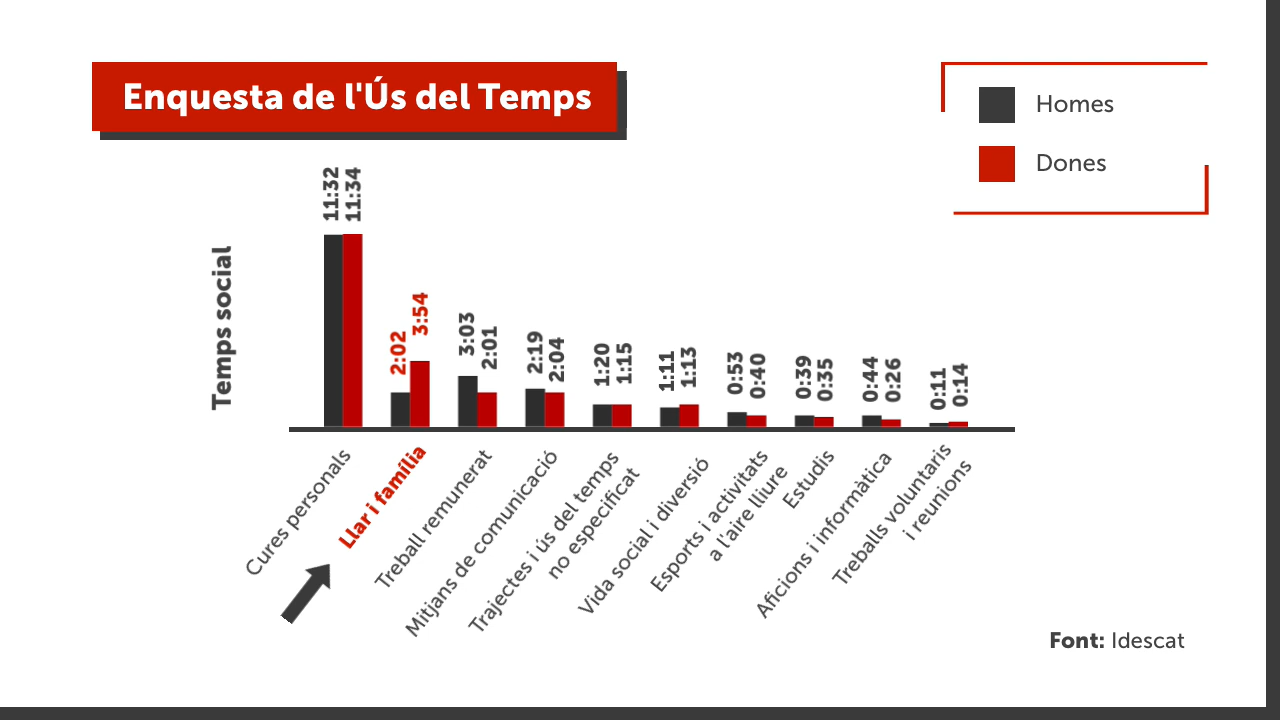 Enquesta de l'Ús del Temps
Homes
Dones
Temps social
11:32
11:34
2:02
3:54
3:03
2:01
2:19
2:04
1:20
1:15
1:11
1:13
0:53
0:40
0:39
0:35
0:44
0:26
0:11
0:14
Cures personals
Llar i família
Treball remunerat
Mitjans de comunicació
Trajectes i ús del temps
no especificat
Vida social i diversió
Esports i activitats
a l'aire lliure
Estudis
Aficions i informàtica
Treballs voluntaris
i reunions
Font: Idescat